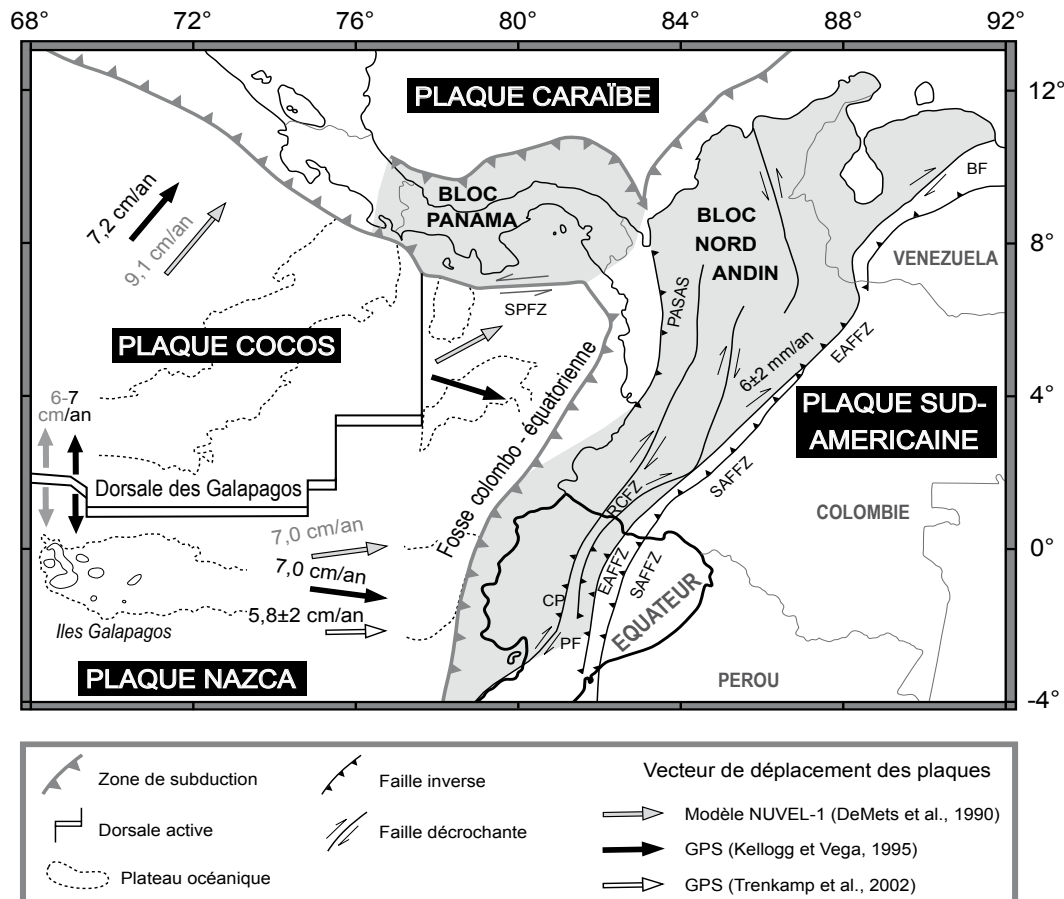 68° 72° 76° 80° 84° 88° 92°
12°
8°
4°
0°
-4°
PLAQUE CARAÏBE
BLOC
PANAMA
BLOC
NORD
ANDIN
BF
VENEZUELA
7,2 cm/an
9,1 cm/an
SPFZ
PASAS
EAFFZ
PLAQUE COCOS
6±2 mm/an
Fosse colombo - équatorienne
6-7
cm/an
PLAQUE SUD-
AMERICAINE
Dorsale des Galapagos
RCFZ
SAFFZ
COLOMBIE
7,0 cm/an
7,0 cm/an
5,8±2 cm/an
EAFFZ
SAFFZ
CP
PF
EQUATEUR
Iles Galapagos
PLAQUE NAZCA
PEROU
Zone de subduction
Dorsale active
Plateau océanique
Faille inverse
Faille décrochante
Vecteur de déplacement des plaques
Modèle NUVEL-1 (DeMets et al., 1990)
GPS (Kellogg et Vega, 1995)
GPS (Trenkamp et al., 2002)